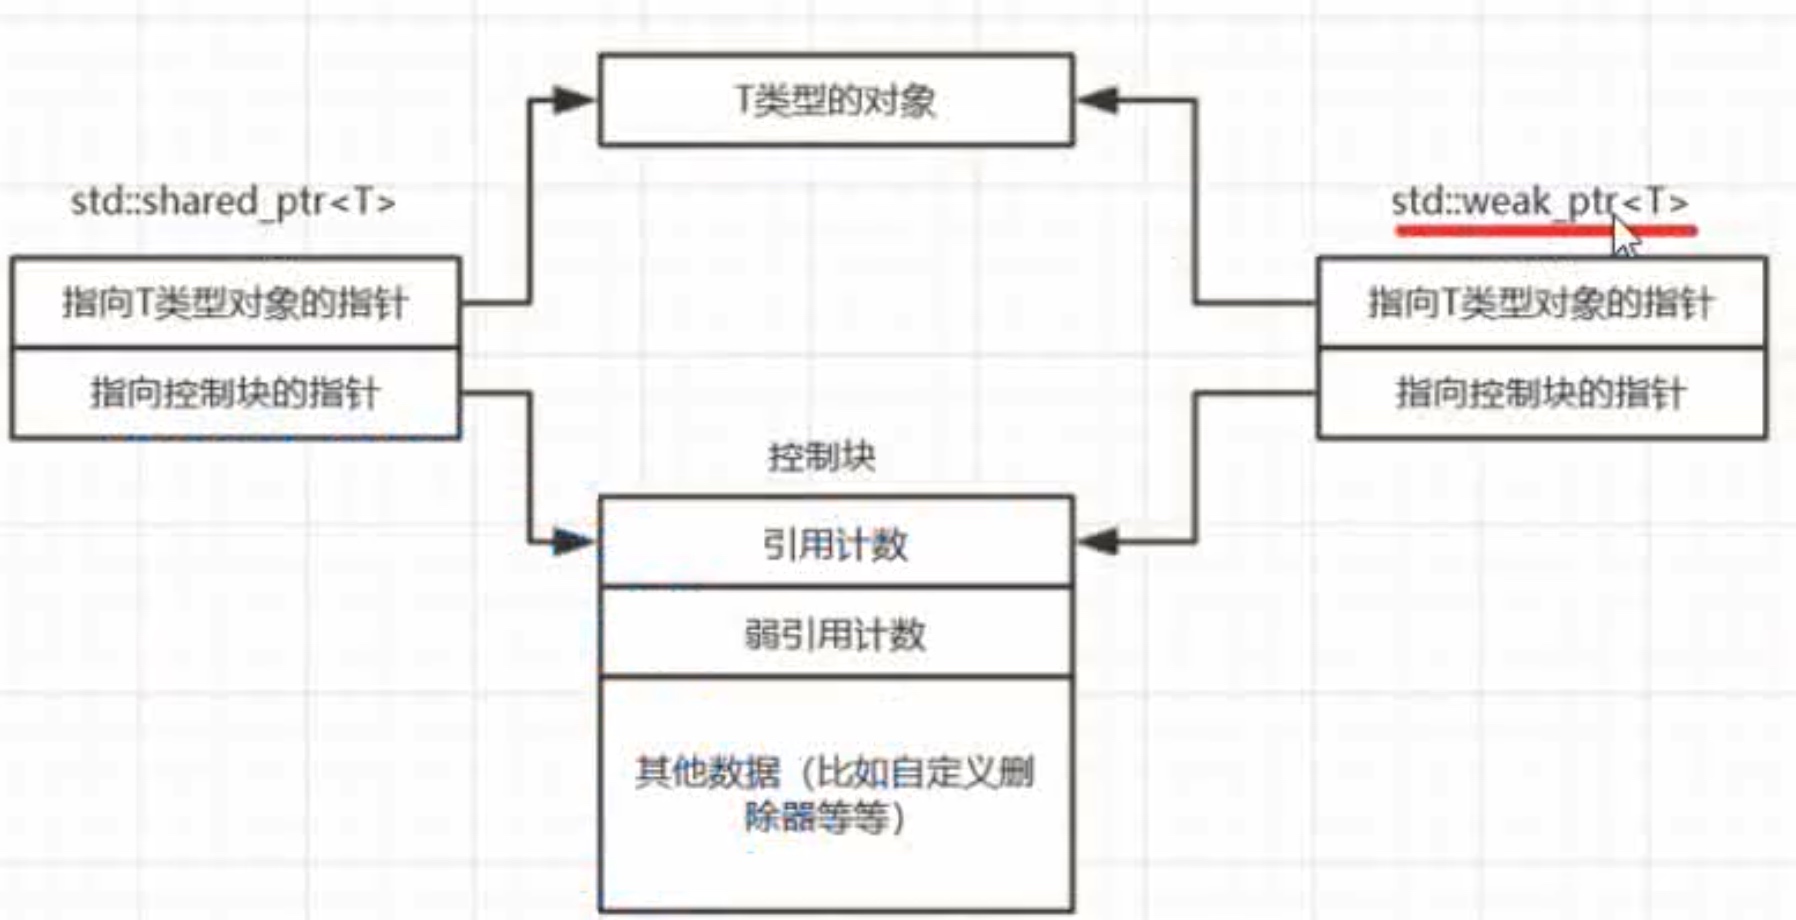 T类型的对象
std::shared_ptr<T>
std::weak_ptr<T>
指向T类型对象的指针
指向T类型对象的指针
指向控制块的指针
指向控制块的指针
控制块
引用计数
弱引用计数
其他数据（比如自定义删
除器等等）